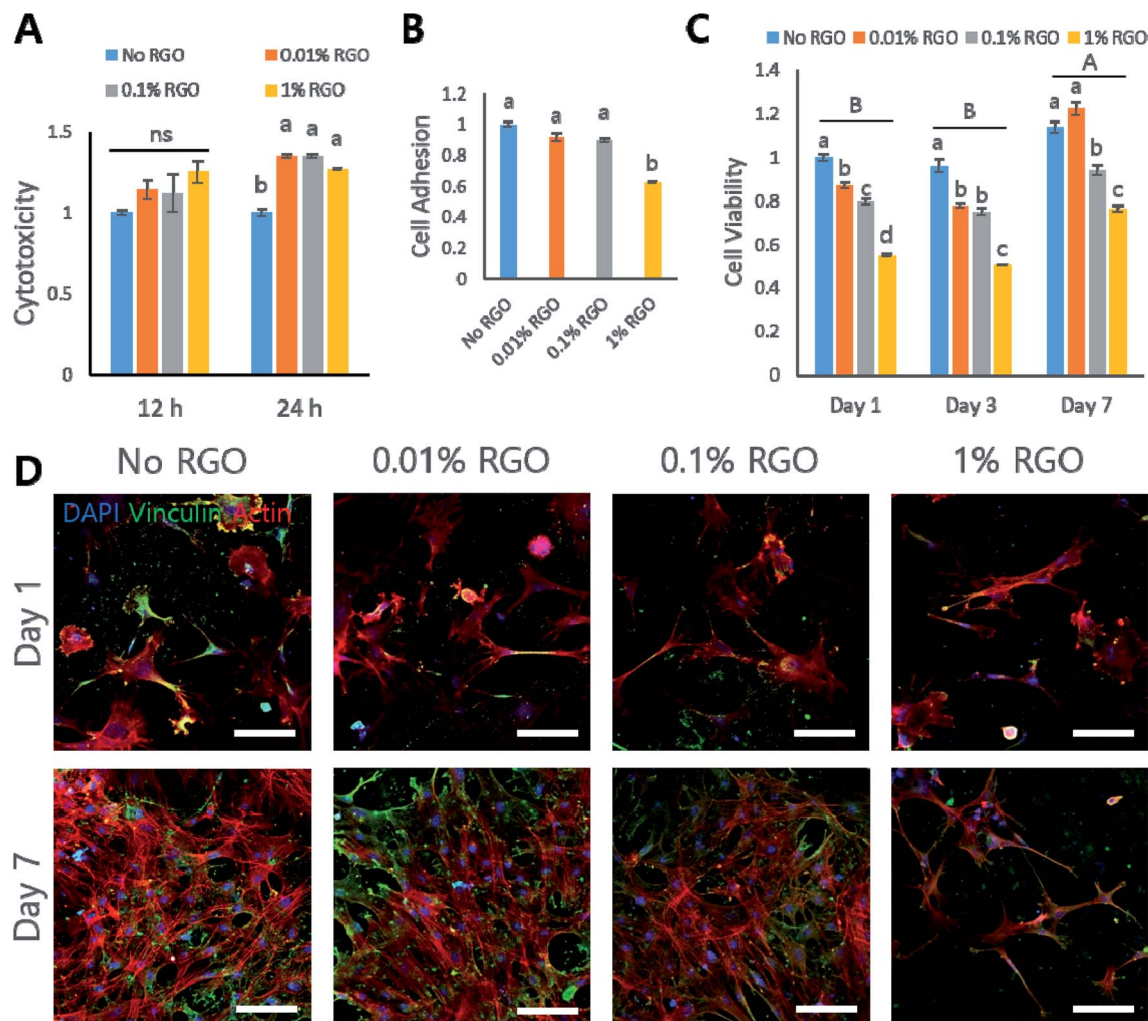 A
No RGO
0.01% RGO
0.1% RGO
1% RGO
Cytotoxicity
1.5
1
0.5
0
ns
b
a
a
a
12 h
24 h
B
Cell Adhesion
1.2
1
0.8
0.6
0.4
0.2
0
a
a
a
b
No RGO
0.01% RGO
0.1% RGO
1% RGO
C
No RGO
0.01% RGO
0.1% RGO
1% RGO
Cell Viability
1.4
1.2
1
0.8
0.6
0.4
0.2
0
B
a
b
c
d
B
a
b
b
c
A
a
a
b
c
Day 1
Day 3
Day 7
D
No RGO
0.01% RGO
0.1% RGO
1% RGO
Day 1
DAPI Vinculin Actin
Day 7